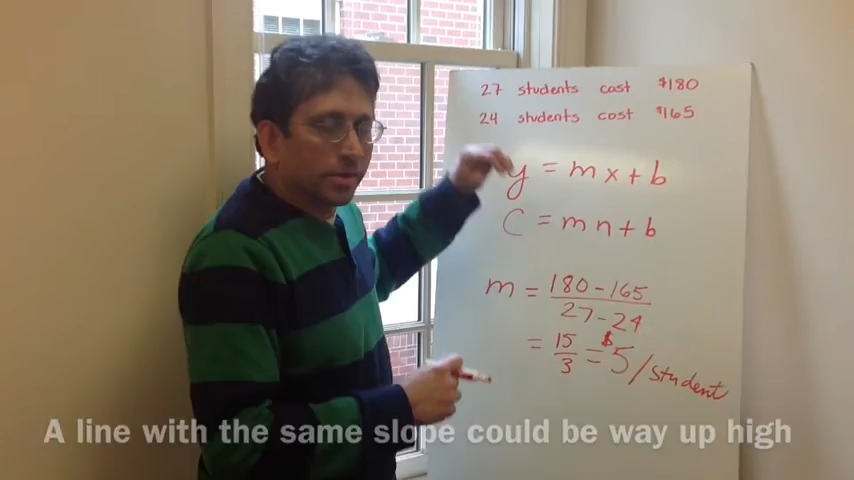 27 students cost $180
24 students cost $165
y = mx + b
C = mn + b
m = 180 - 165
27 - 24
= 15/3 = $5/student
A line with the same slope could be way up high